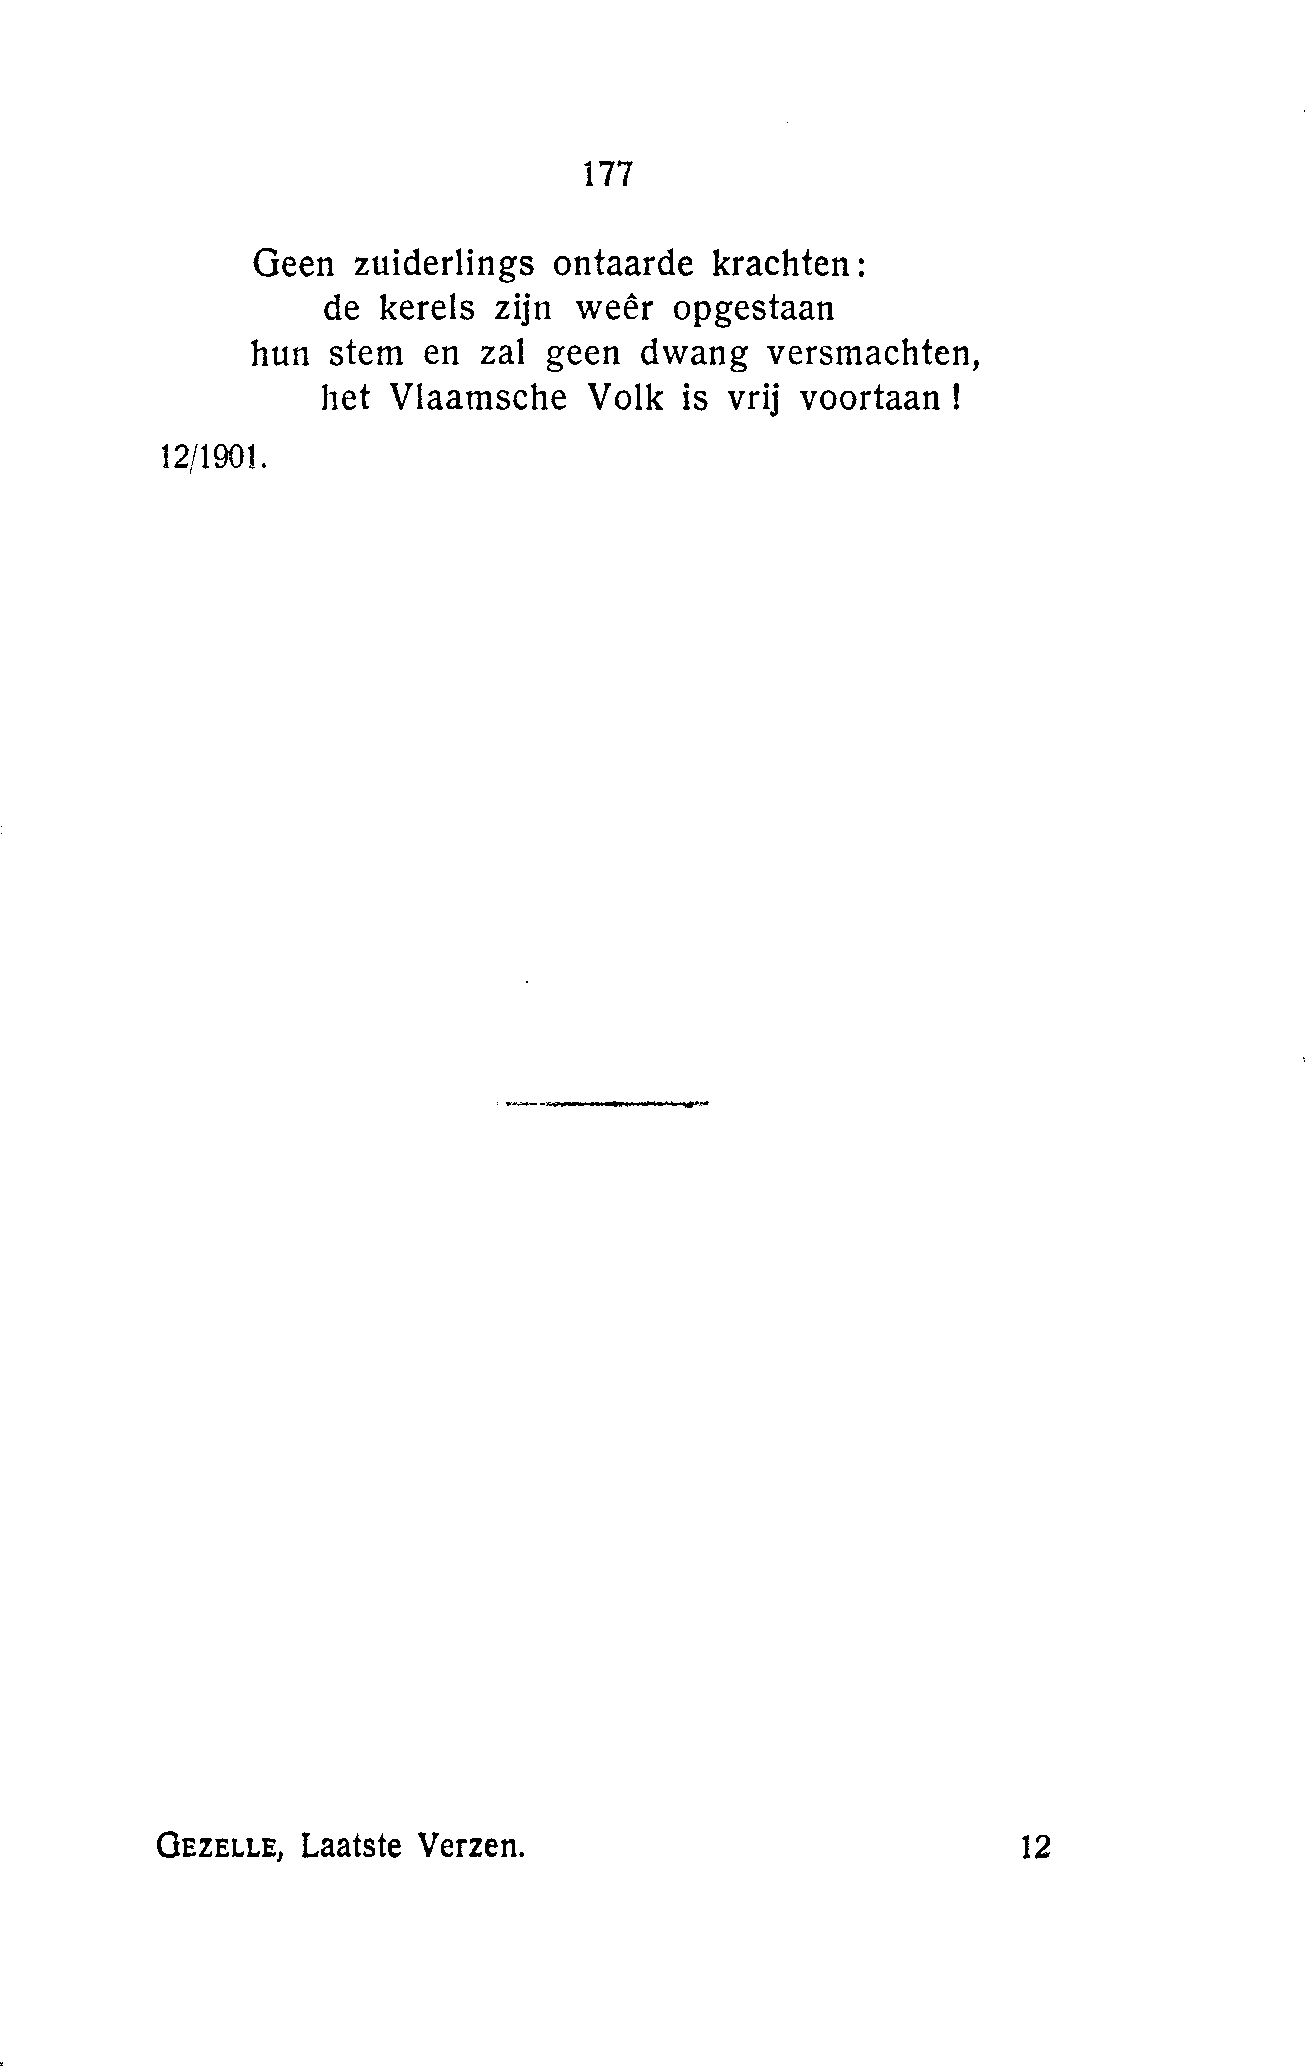 177
Geen zuiderlings ontaarde krachten:
de kerels zijn weêr opgestaan
hun stem en zal geen dwang versmachten,
het Vlaamsche Volk is vrij voortaan !
12/1901.
GEZELLE, Laatste Verzen. 12